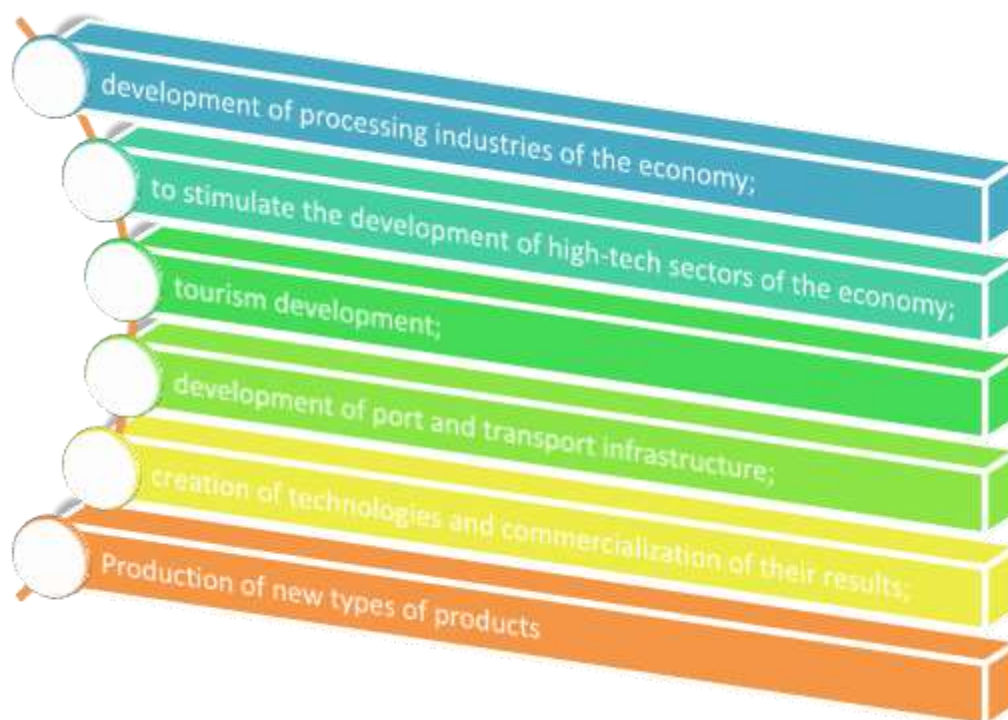 development of processing industries of the economy;
to stimulate the development of high-tech sectors of the economy;
tourism development;
development of port and transport infrastructure;
creation of technologies and commercialization of their results;
Production of new types of products